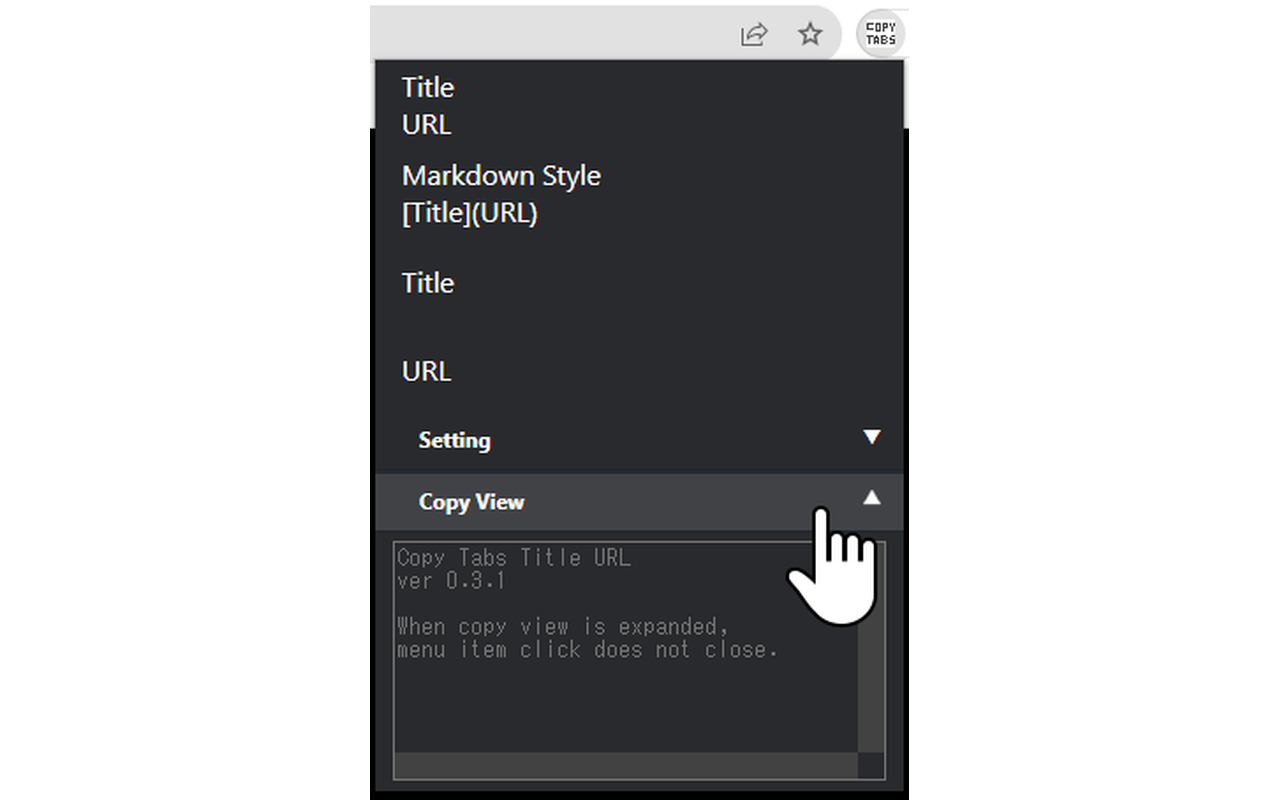 COPY
TABS
Title
URL
Markdown Style
[Title](URL)
Title
URL
Setting
Copy View
Copy Tabs Title URL
ver 0.3.1
When copy view is expanded,
menu item click does not close.